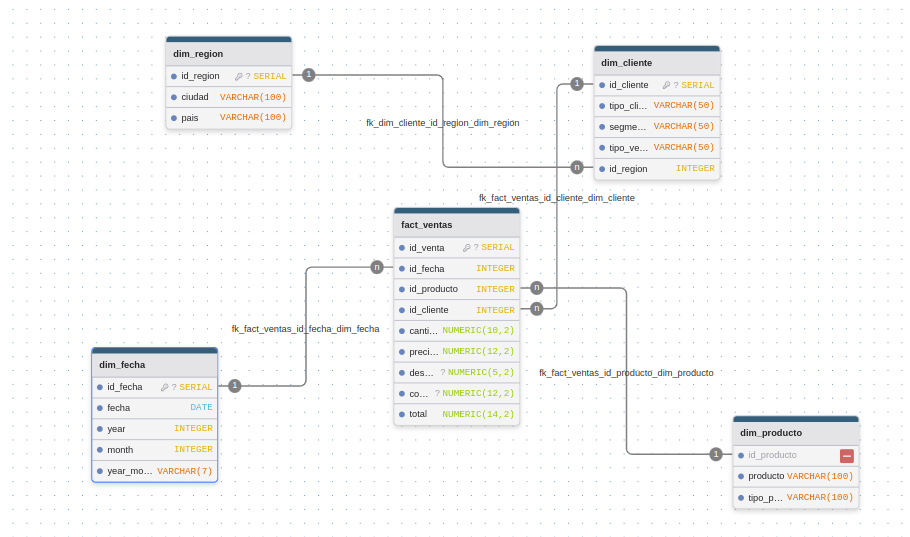 dim_region
id_region ? SERIAL
ciudad VARCHAR(100)
pais VARCHAR(100)
1
fk_dim_cliente_id_region_dim_region
dim_cliente
1
id_cliente ? SERIAL
tipo_cli... VARCHAR(50)
segme... VARCHAR(50)
tipo_ve... VARCHAR(50)
n
id_region INTEGER
fk_fact_ventas_id_cliente_dim_cliente
fact_ventas
id_venta ? SERIAL
n
id_fecha INTEGER
id_producto INTEGER
n
id_cliente INTEGER
n
canti... NUMERIC(10,2)
preci... NUMERIC(12,2)
des... ? NUMERIC(5,2)
co... ? NUMERIC(12,2)
total NUMERIC(14,2)
fk_fact_ventas_id_fecha_dim_fecha
fk_fact_ventas_id_producto_dim_producto
dim_fecha
id_fecha ? SERIAL
1
fecha DATE
year INTEGER
month INTEGER
year_mo... VARCHAR(7)
dim_producto
1
id_producto
producto VARCHAR(100)
tipo_p... VARCHAR(100)